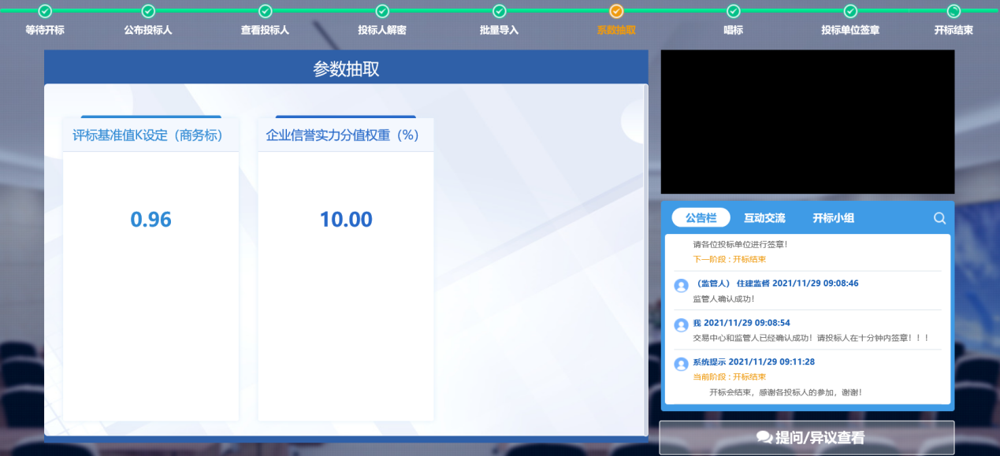 等待开标
公布投标人
查看投标人
投标人解密
批量导入
系数抽取
唱标
投标单位签章
开标结束
参数抽取
评标基准值K设定（商务标）
0.96
企业信誉实力分值权重（%）
10.00
公告栏
互动交流
开标小组
请各位投标单位进行签章！
下一阶段：开标结束
（监管人） 住建监督 2021/11/29 09:08:46
监管人确认成功！
我 2021/11/29 09:08:54
交易中心和监管人已经确认成功！请投标人在十分钟内签章！！！
系统提示 2021/11/29 09:11:28
当前阶段：开标结束
开标会结束，感谢各投标人的参加，谢谢！
提问/异议查看